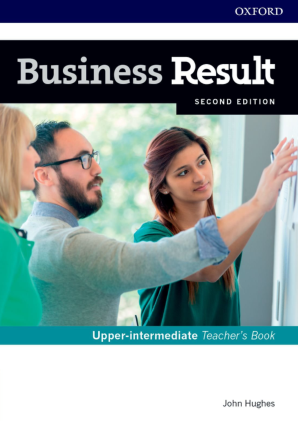 OXFORD
Business Result
SECOND EDITION
Upper-intermediate Teacher's Book
John Hughes